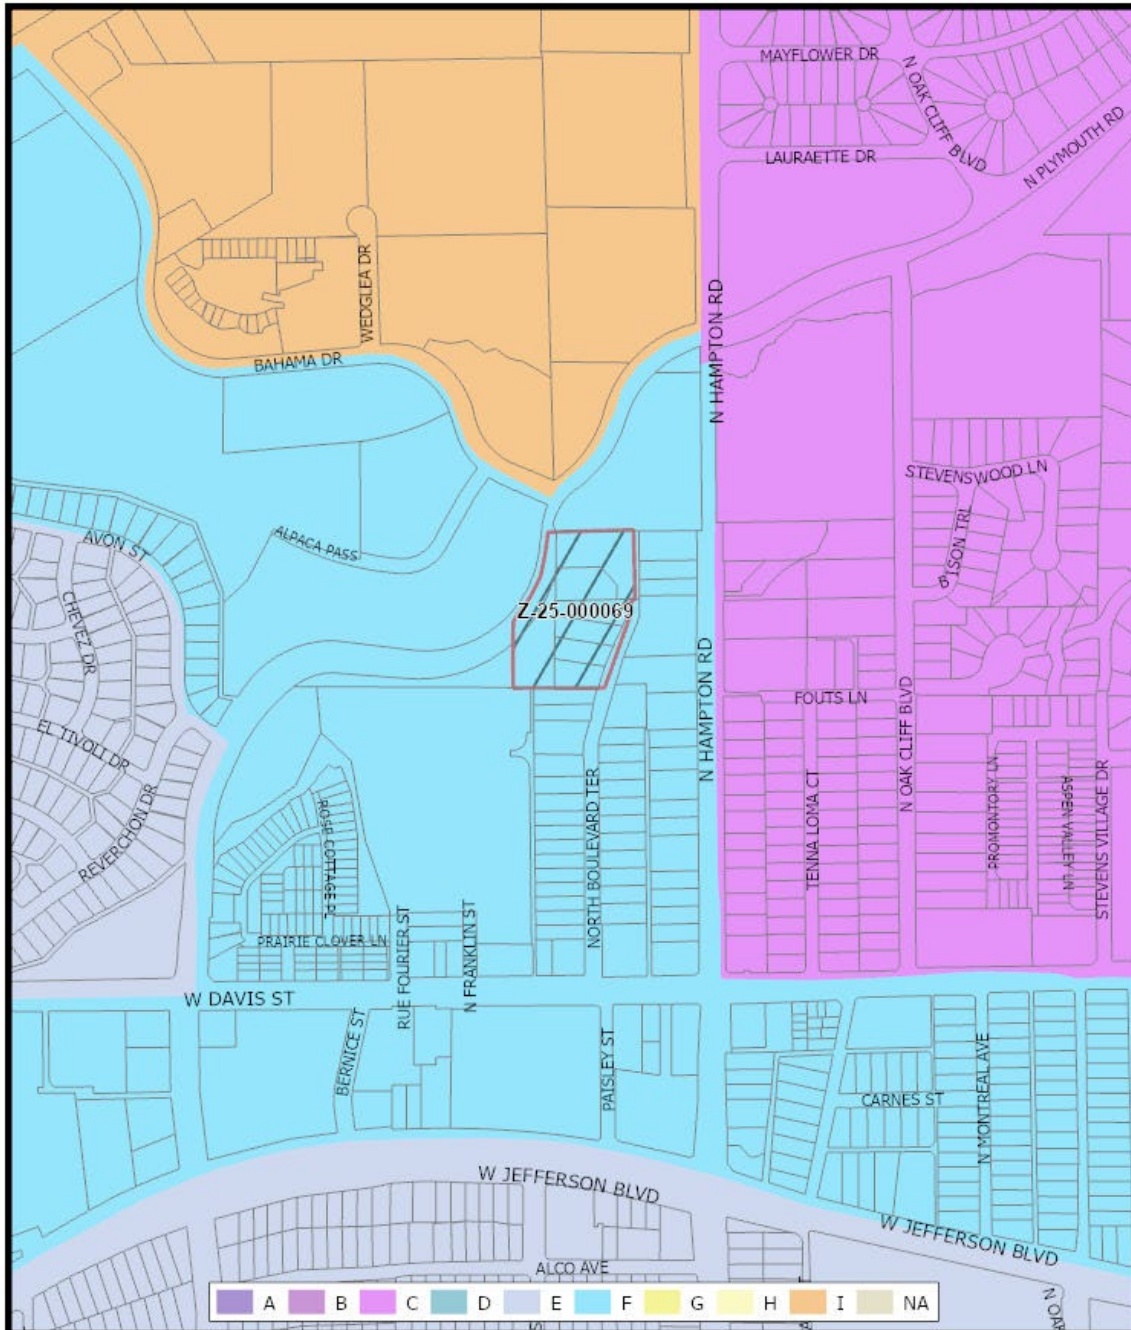 MAYFLOWER DR
N OAK CLIFF BLVD
N PLYMOUTH RD
LAURAETTE DR
WEDGLEA DR
N HAMPTON RD
BAHAMA DR
STEVENSWOOD LN
BISON TRL
AVON ST
ALPACA PASS
CHEVEZ DR
Z-25-000069
N HAMPTON RD
FOUTS LN
N OAK CLIFF BLVD
EL TIVOLI DR
REVERCHON DR
ROSE COTTAGE PL
NORTH BOULEVARD TER
TENNA LOMA CT
PROMONTORY LN
ASPEN VALLEY LN
STEVENS VILLAGE DR
PRAIRIE CLOVER LN
RUE FOURIER ST
N FRANKLIN ST
W DAVIS ST
BERNICE ST
PAISLEY ST
CARNES ST
N MONTREAL AVE
W JEFFERSON BLVD
W JEFFERSON BLVD
ALCO AVE
N OA
A B C D E F G H I NA